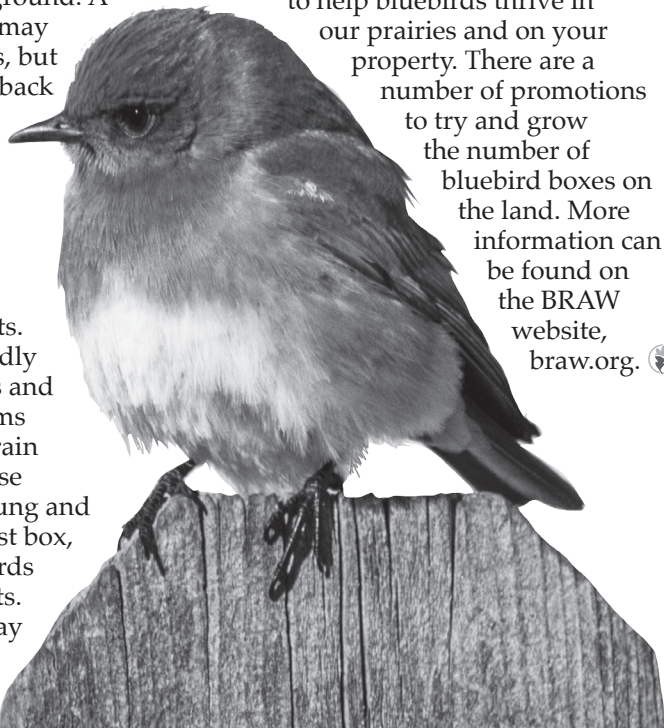 ground. A
may
s, but
back
ts.
dly
s and
ms
rain
se
ung and
st box,
rds
ts.
ay
to help bluebirds thrive in
our prairies and on your
property. There are a
number of promotions
to try and grow
the number of
bluebird boxes on
the land. More
information can
be found on
the BRAW
website,
braw.org.